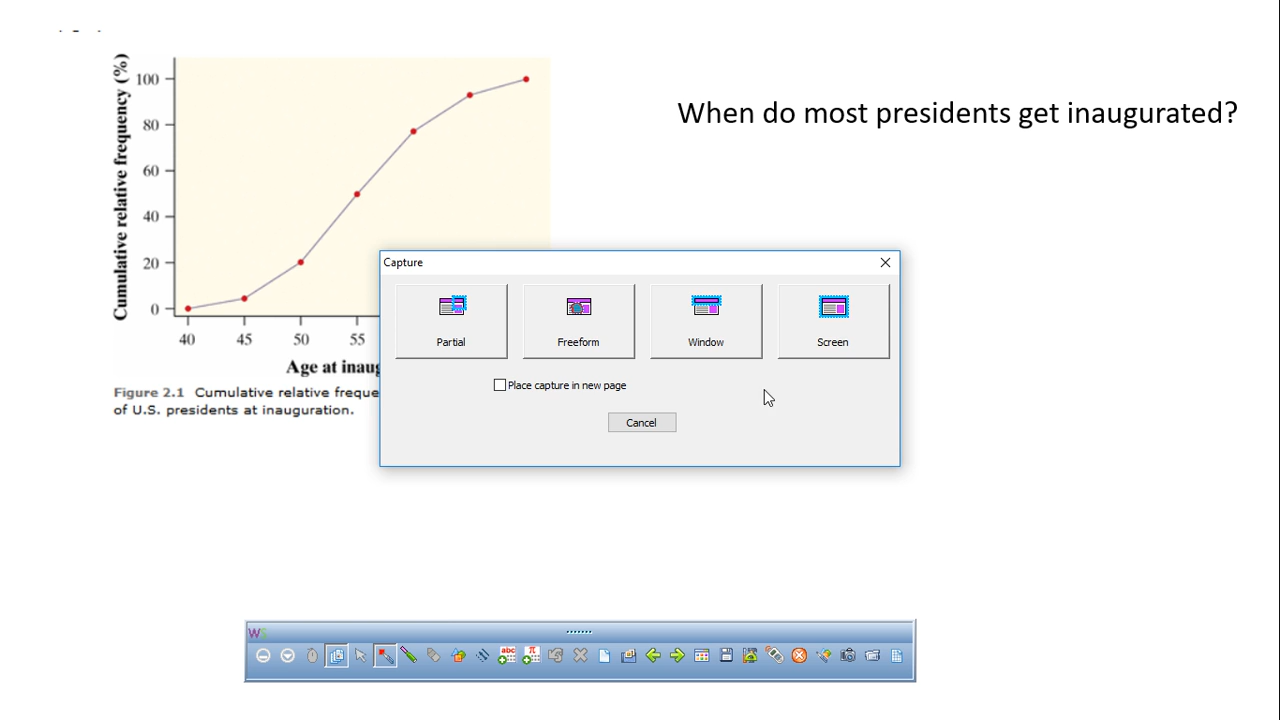 When do most presidents get inaugurated?
Cumulative relative frequency (%)
100
80
60
40
20
0
40 45 50 55
Age at
Figure 2.1 Cumulative relative
of U.S. presidents at inauguration.
Capture
Partial Freeform Window Screen
Place capture in new page
Cancel
abc
π